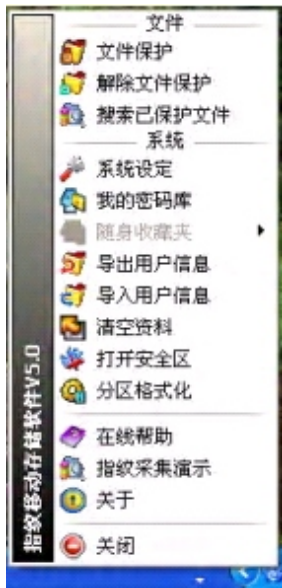 文件
文件保护
解除文件保护
搜索已保护文件
系统
系统设定
我的密码库
随身收藏夹
导出用户信息
导入用户信息
清空资料
打开安全区
分区格式化
在线帮助
指纹采集演示
关于
关闭
指纹移动存储软件V5.0